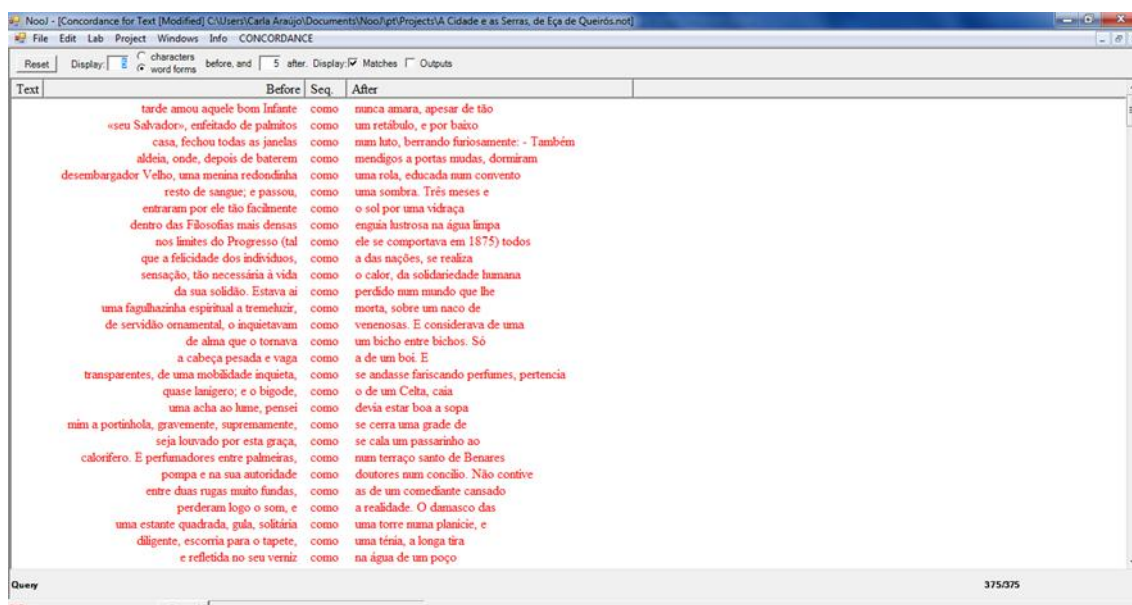 NooJ - [Concordance for Text [Modified] C:\Users\Carla Araújo\Documents\NooJ\pt\Projects\A Cidade e as Serras, de Eça de Queirós.not]
File Edit Lab Project Windows Info CONCORDANCE
Reset Display: 5 characters word forms before, and 5 after. Display: Matches Outputs
Text Before Seq. After
tarde amou aquele bom Infante como nunca amara, apesar de tão
«seu Salvador», enfeitado de palmitos como um retábulo, e por baixo
casa, fechou todas as janelas como num luto, berrando furiosamente: - Também
aldeia, onde, depois de baterem como mendigos a portas mudas, dormiram
desembargador Velho, uma menina redondinha como uma rola, educada num convento
resto de sangue; e passou, como uma sombra. Três meses e
entraram por ele tão facilmente como o sol por uma vidraça
dentro das Filosofias mais densas como enguia lustrosa na água limpa
nos limites do Progresso (tal como ele se comportava em 1875) todos
que a felicidade dos indivíduos, como a das nações, se realiza
sensação, tão necessária à vida como o calor, da solidariedade humana
da sua solidão. Estava aí como perdido num mundo que lhe
uma fagulhazinha espiritual a tremeluzir, como morta, sobre um naco de
de servidão ornamental, o inquietavam como venenosas. E considerava de uma
de alma que o tornava como um bicho entre bichos. Só
a cabeça pesada e vaga como a de um boi. E
transparentes, de uma mobilidade inquieta, como se andasse fariscando perfumes, pertencia
quase lanígero; e o bigode, como o de um Celta, caia
uma acha ao lume, pensei como devia estar boa a sopa
mim a portinhola, gravemente, supremamente, como se cerra uma grade de
seja louvado por esta graça, como se cala um passarinho ao
calorífero. E perfumadores entre palmeiras, como num terraço santo de Benares
pompa e na sua autoridade como doutores num concílio. Não contive
entre duas rugas muito fundas, como as de um comediante cansado
perderam logo o som, e como a realidade. O damasco das
uma estante quadrada, gula, solitária como uma torre numa planície, e
diligente, escorria para o tapete, como uma ténia, a longa tira
e refletida no seu verniz como na água de um poço
Query 375/375